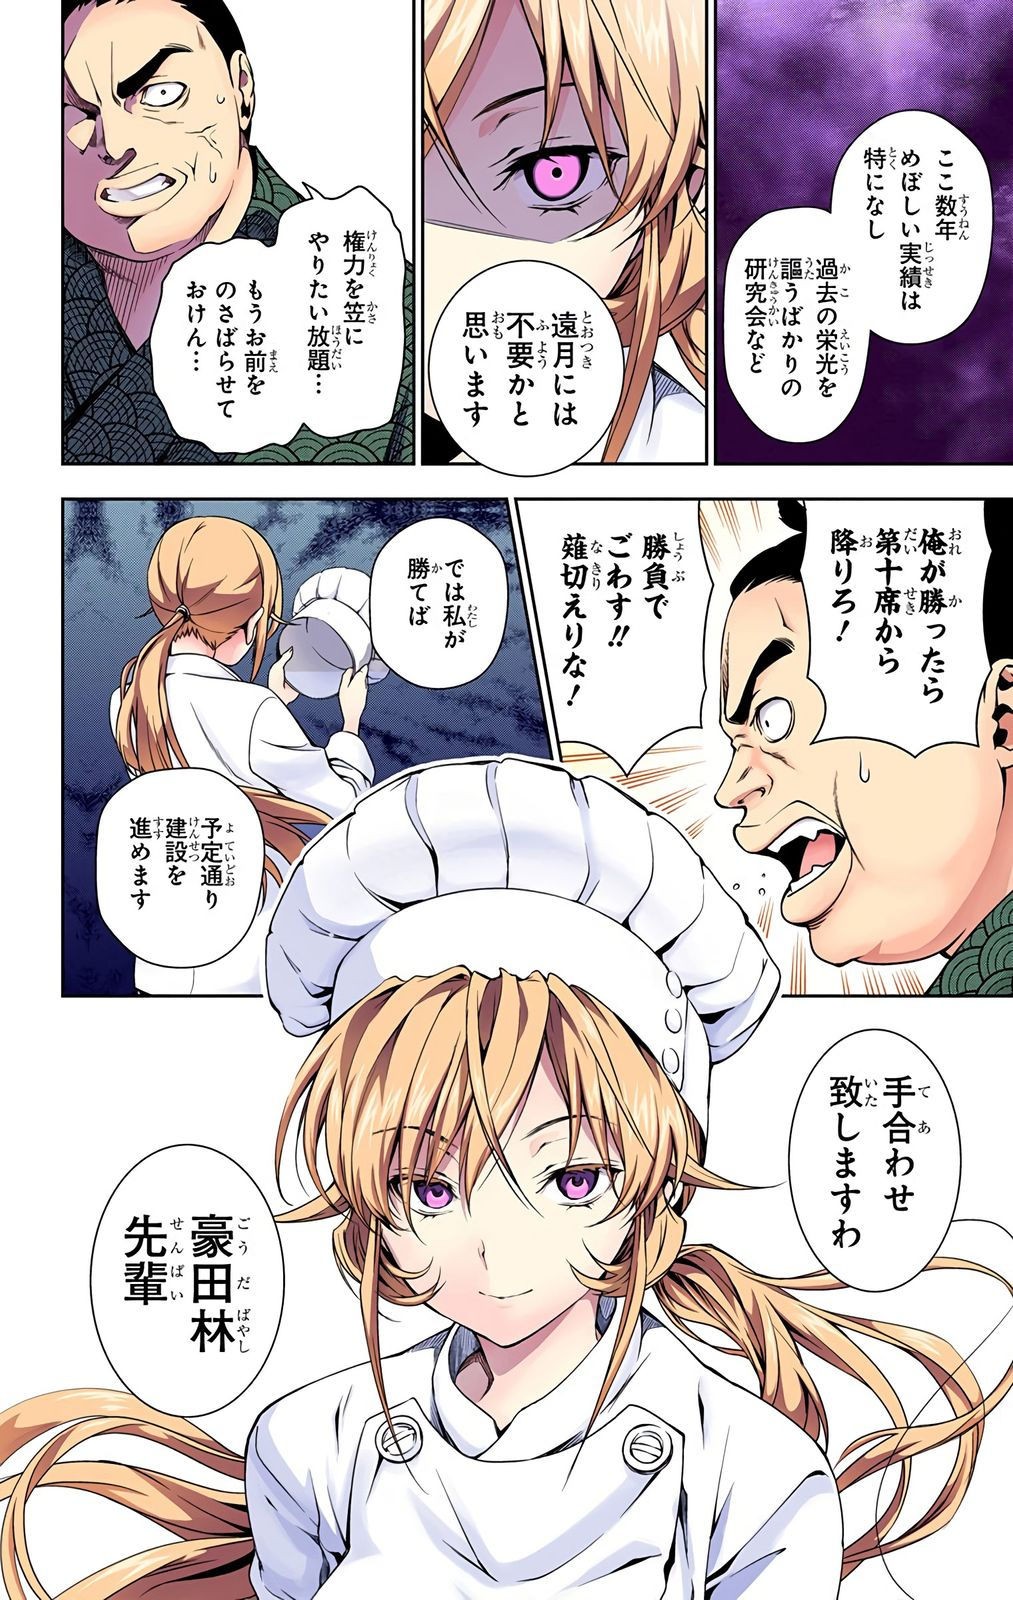 ここ数年
めぼしい実績は
特になし
過去の栄光を
謳うばかりの
研究会など
遠月には
不要かと
思います
権力を笠に
やりたい放題…
もうお前を
のさばらせて
おけん…
俺が勝ったら
第十席から
降りろ！
勝負で
ごわす!!
薙切えりな！
では私が
勝てば
予定通り
建設を
進めます
手合わせ
致しますわ
豪田林
先輩